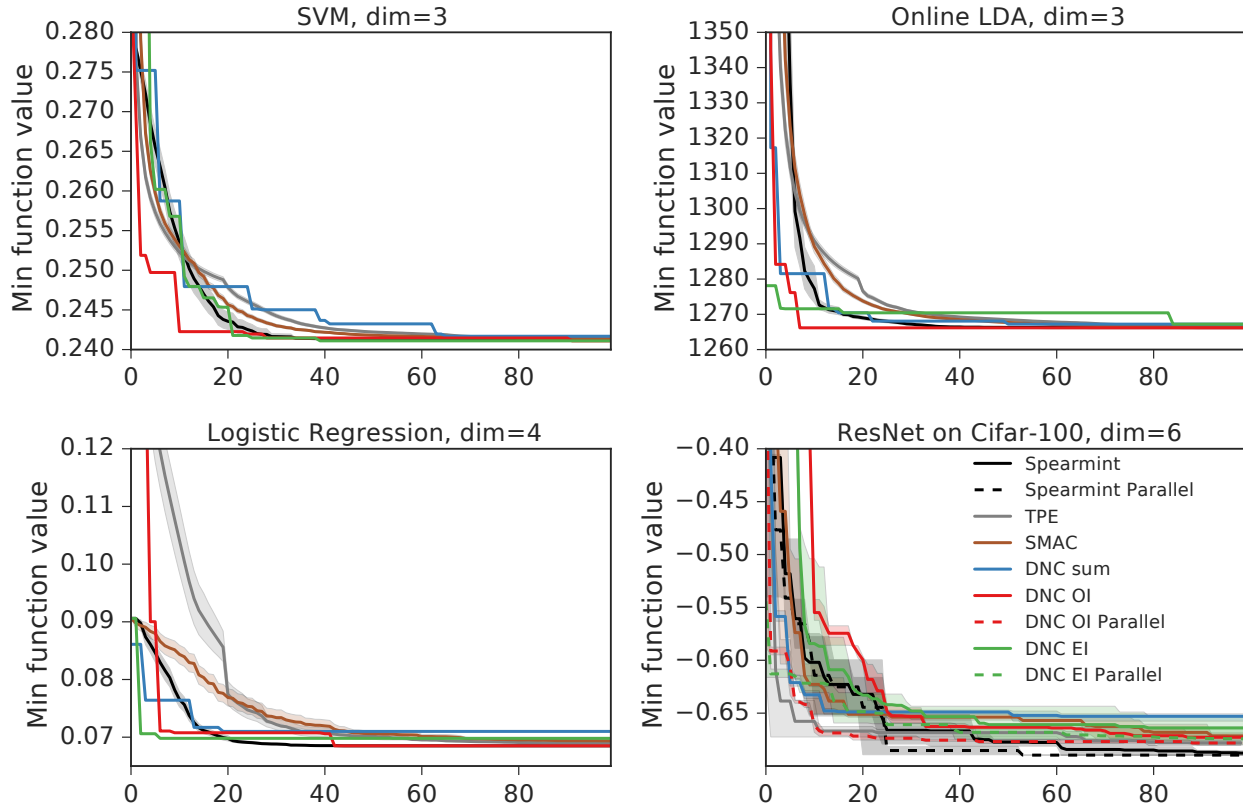 SVM, dim=3
Min function value
0.280
0.275
0.270
0.265
0.260
0.255
0.250
0.245
0.240
0 20 40 60 80
Online LDA, dim=3
Min function value
1350
1340
1330
1320
1310
1300
1290
1280
1270
1260
0 20 40 60 80
Logistic Regression, dim=4
Min function value
0.12
0.11
0.10
0.09
0.08
0.07
0 20 40 60 80
ResNet on Cifar-100, dim=6
Min function value
−0.40
−0.45
−0.50
−0.55
−0.60
−0.65
0 20 40 60 80
Spearmint
Spearmint Parallel
TPE
SMAC
DNC sum
DNC OI
DNC OI Parallel
DNC EI
DNC EI Parallel